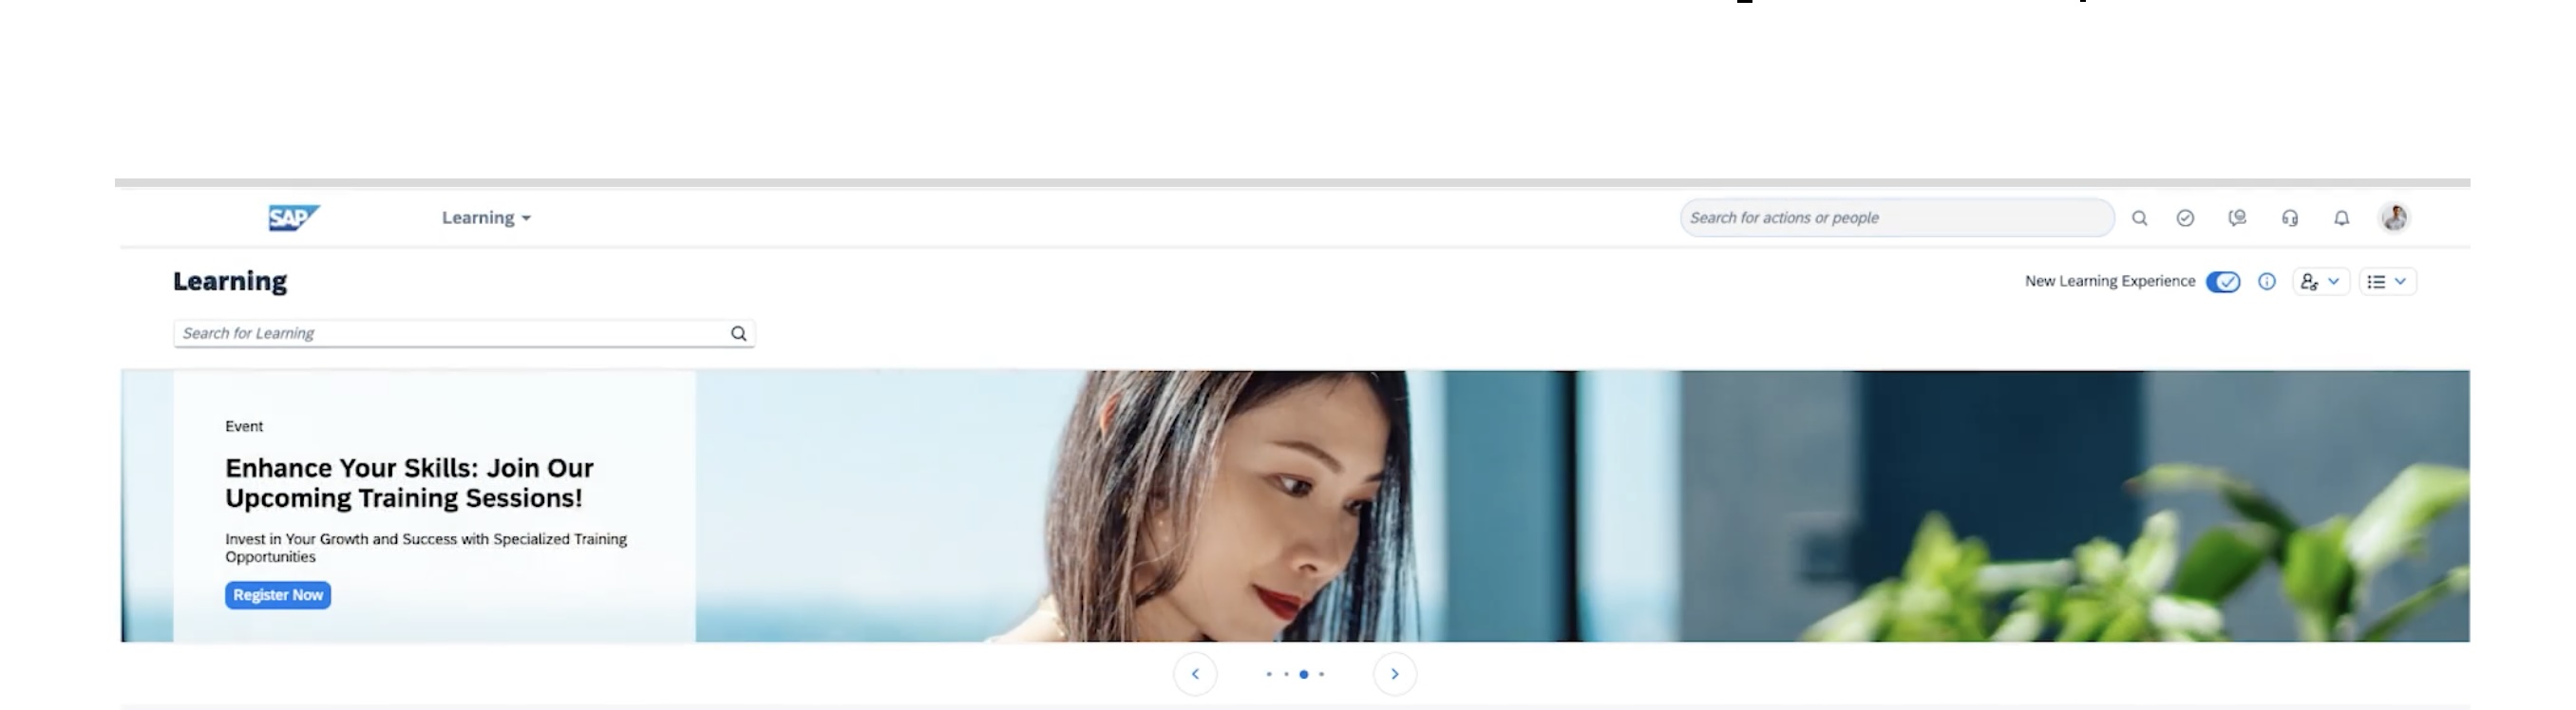 SAP
Learning
Search for actions or people
Learning
New Learning Experience
Search for Learning
Event
Enhance Your Skills: Join Our
Upcoming Training Sessions!
Invest in Your Growth and Success with Specialized Training
Opportunities
Register Now